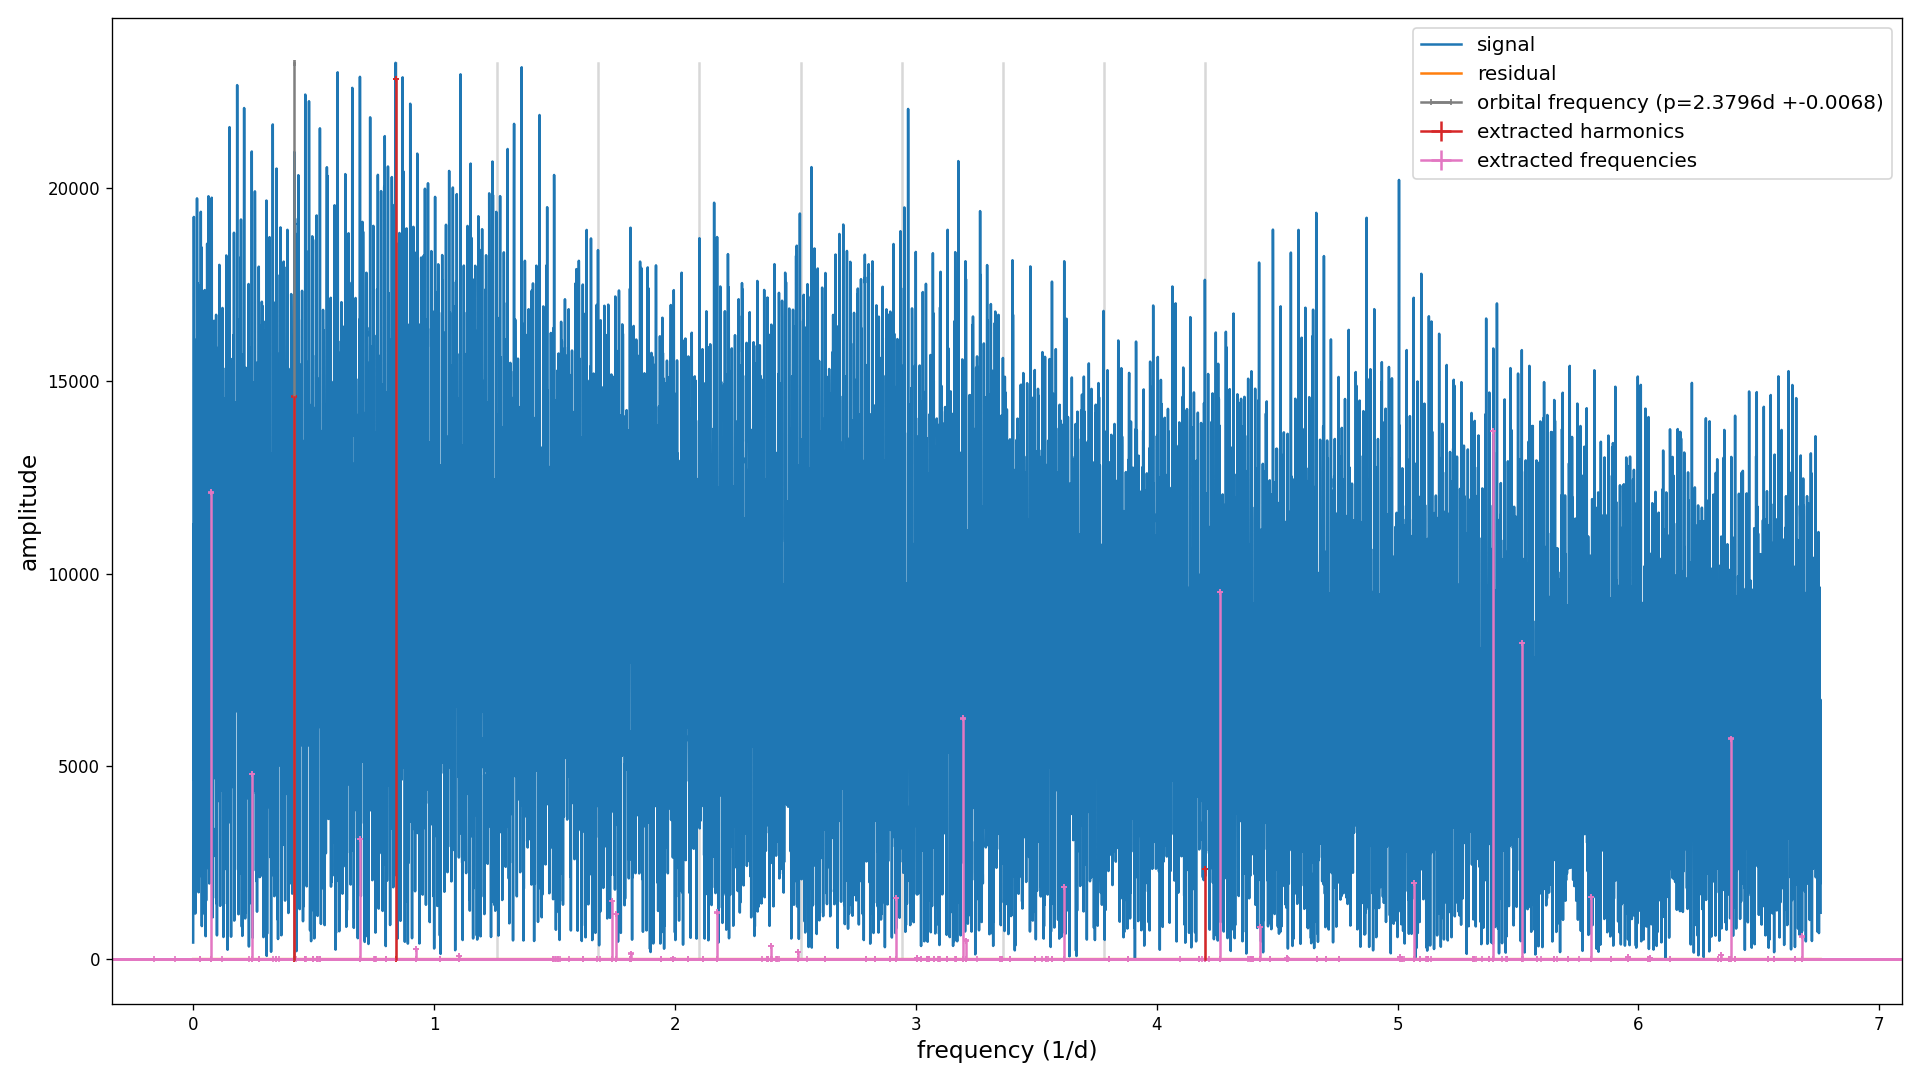 signal
residual
orbital frequency (p=2.3796d +-0.0068)
extracted harmonics
extracted frequencies
20000
15000
10000
5000
0
amplitude
0 1 2 3 4 5 6 7
frequency (1/d)